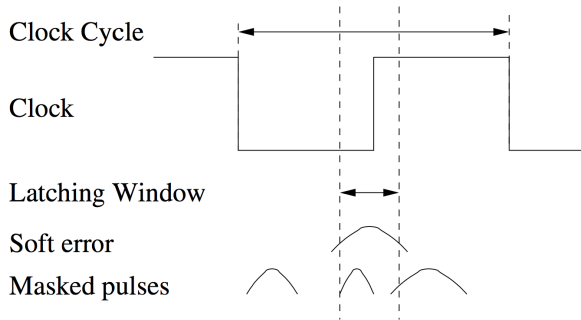 Clock Cycle
Clock
Latching Window
Soft error
Masked pulses